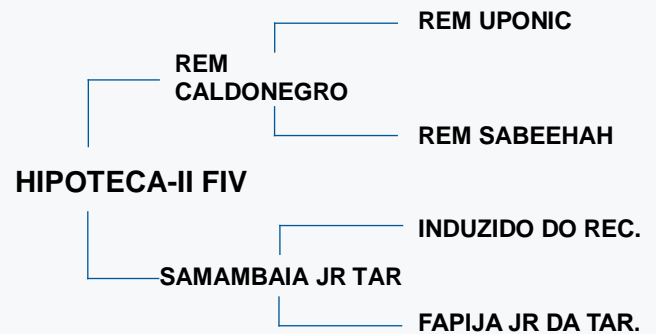 REM UPONIC
REM
CALDONEGRO
REM SABEEHAH
HIPOTECA-II FIV
INDUZIDO DO REC.
SAMAMBAIA JR TAR
FAPIJA JR DA TAR.